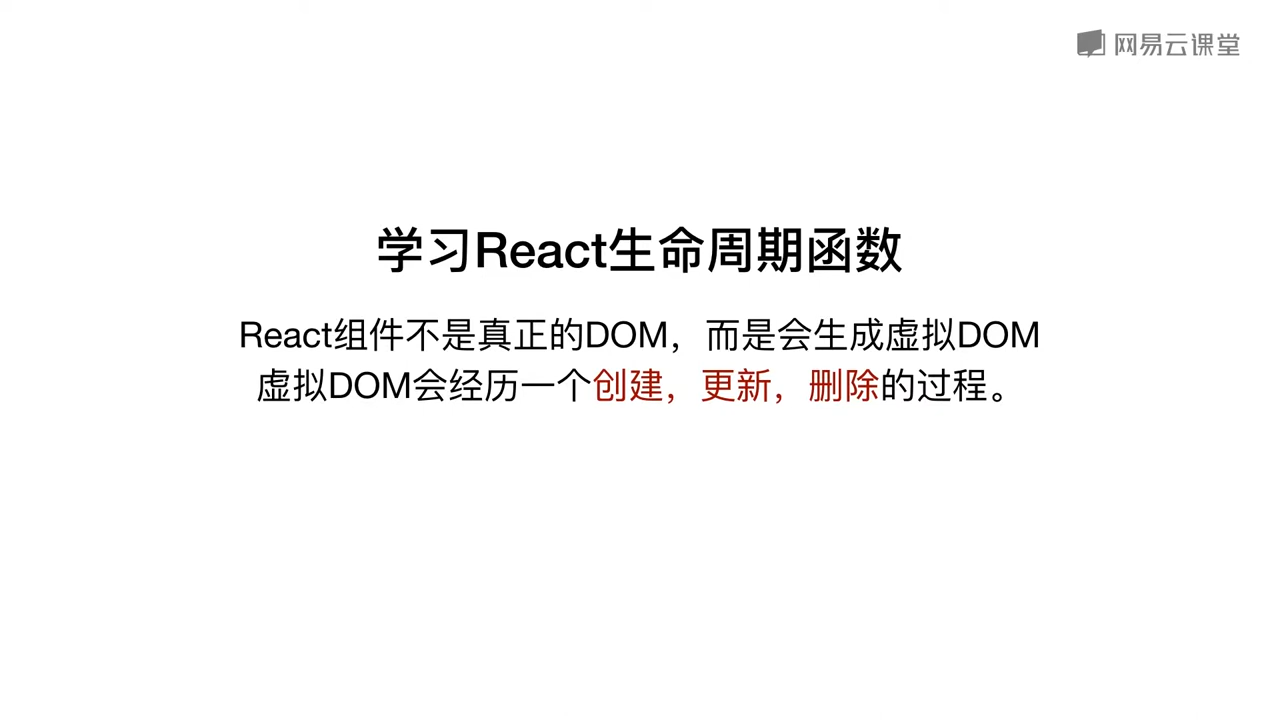 网易云课堂
学习React生命周期函数
React组件不是真正的DOM，而是会生成虚拟DOM
虚拟DOM会经历一个创建，更新，删除的过程。